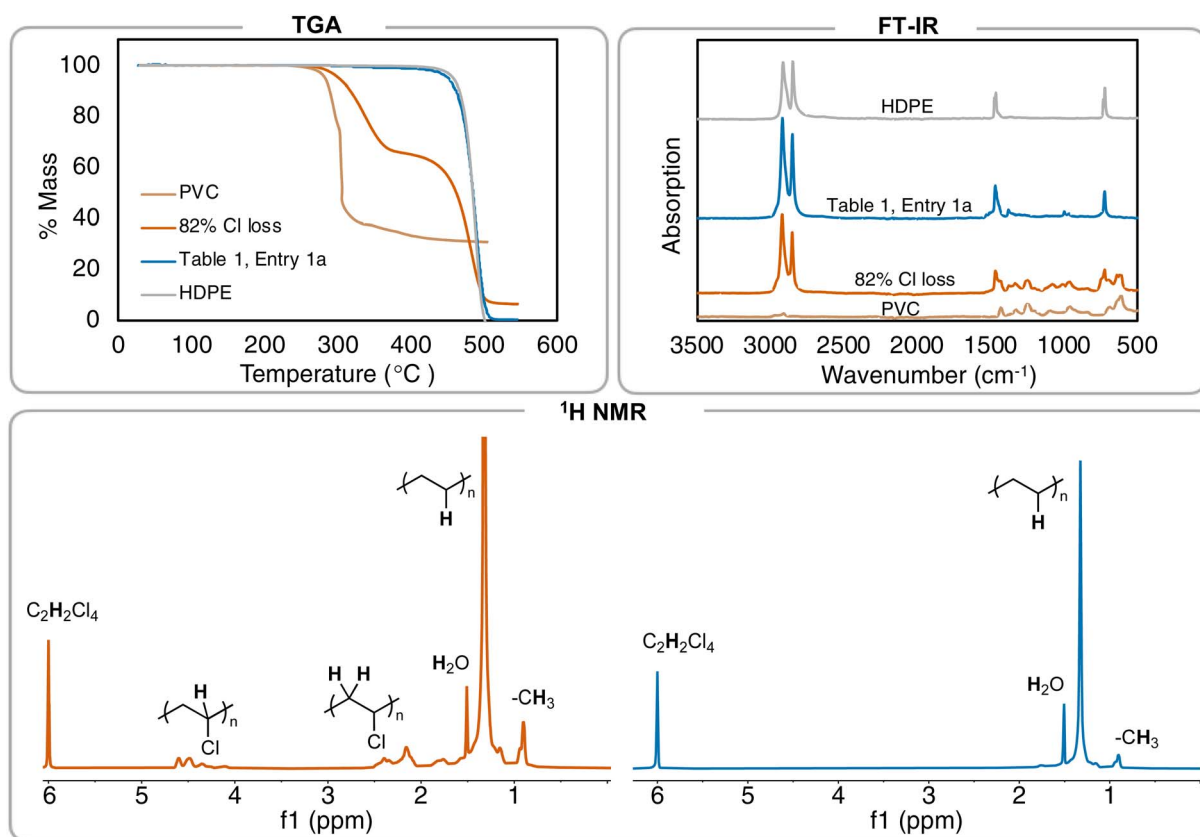 TGA
100
80
60
40
20
0
% Mass
PVC
82% Cl loss
Table 1, Entry 1a
HDPE
0 100 200 300 400 500 600
Temperature (°C )
FT-IR
Absorption
HDPE
Table 1, Entry 1a
82% Cl loss
PVC
3500 3000 2500 2000 1500 1000 500
Wavenumber (cm⁻¹)
¹H NMR
C₂H₂Cl₄
H
Cl
n
H H
Cl
n
H₂O
n
H
-CH₃
6 5 4 3 2 1
f1 (ppm)
C₂H₂Cl₄
H₂O
n
H
-CH₃
6 5 4 3 2 1
f1 (ppm)